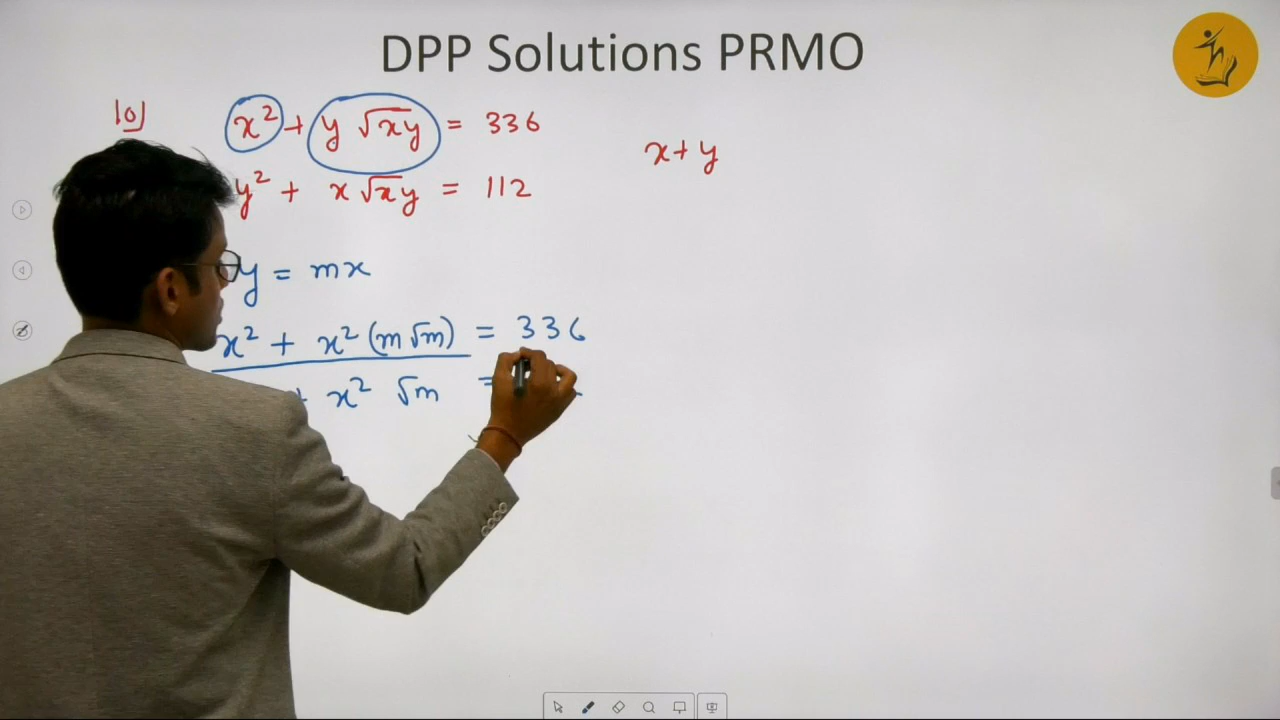 DPP Solutions PRMO
10)
x² + y √xy = 336
x + y
y² + x √xy = 112
y = mx
x² + x² (m √m) = 336
+ x² √m =